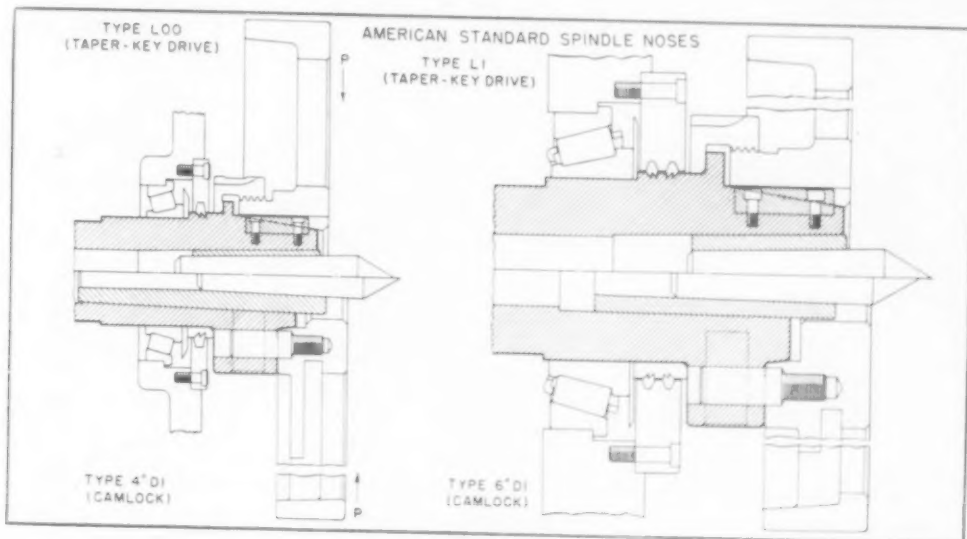 AMERICAN STANDARD SPINDLE NOSES
TYPE L00
(TAPER-KEY DRIVE)
P
TYPE L1
(TAPER-KEY DRIVE)
TYPE 4" D1
(CAMLOCK)
P
TYPE 6" D1
(CAMLOCK)